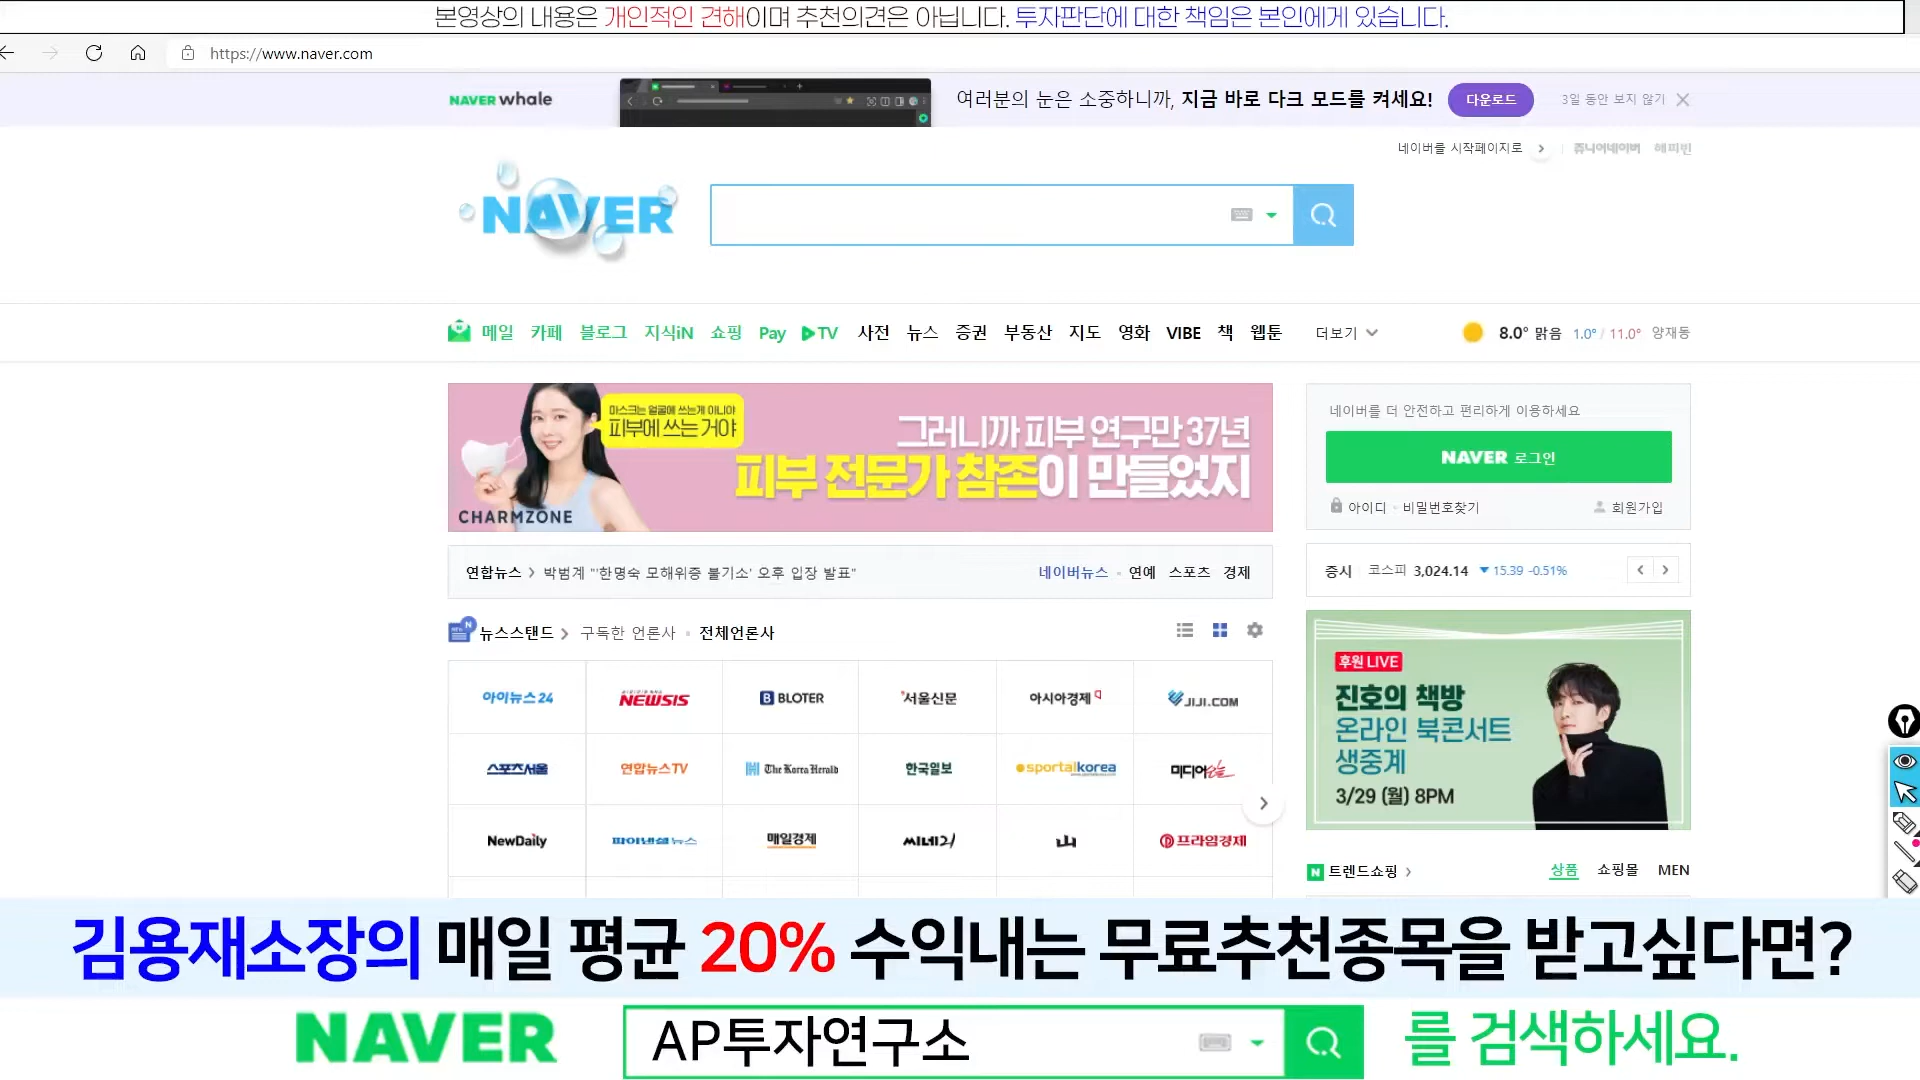 본영상의 내용은 개인적인 견해이며 추천의견은 아닙니다. 투자판단에 대한 책임은 본인에게 있습니다.
https://www.naver.com
NAVER whale
여러분의 눈은 소중하니까, 지금 바로 다크 모드를 켜세요!
다운로드
3일 동안 보지 않기
네이버를 시작페이지로
쥬니어네이버 해피빈
NAVER
메일 카페 블로그 지식iN 쇼핑 Pay TV 사전 뉴스 증권 부동산 지도 영화 VIBE 책 웹툰 더보기
8.0° 맑음 1.0° / 11.0° 양재동
마스크는 얼굴에 쓰는게 아니야
피부에 쓰는 거야
그러니까 피부 연구만 37년
피부 전문가 참존이 만들었지
CHARMZONE
네이버를 더 안전하고 편리하게 이용하세요
NAVER 로그인
아이디 · 비밀번호찾기 회원가입
연합뉴스 > 박범계 "'한명숙 모해위증 불기소' 오후 입장 발표"
네이버뉴스 · 연예 스포츠 경제
증시 코스피 3,024.14 ▼ 15.39 -0.51%
뉴스스탠드 > 구독한 언론사 · 전체언론사
아이뉴스24 NEWSIS BLOTER 서울신문 아시아경제 JIJI.COM
스포츠서울 연합뉴스TV The Korea Herald 한국일보 sportalkorea 미디어오늘
NewDaily 파이낸셜뉴스 매일경제 씨네21 山 프라임경제
후원 LIVE
진호의 책방
온라인 북콘서트
생중계
3/29 (월) 8PM
트렌드쇼핑 >
상품 쇼핑몰 MEN
김용재소장의 매일 평균 20% 수익내는 무료추천종목을 받고싶다면?
NAVER AP투자연구소 를 검색하세요.